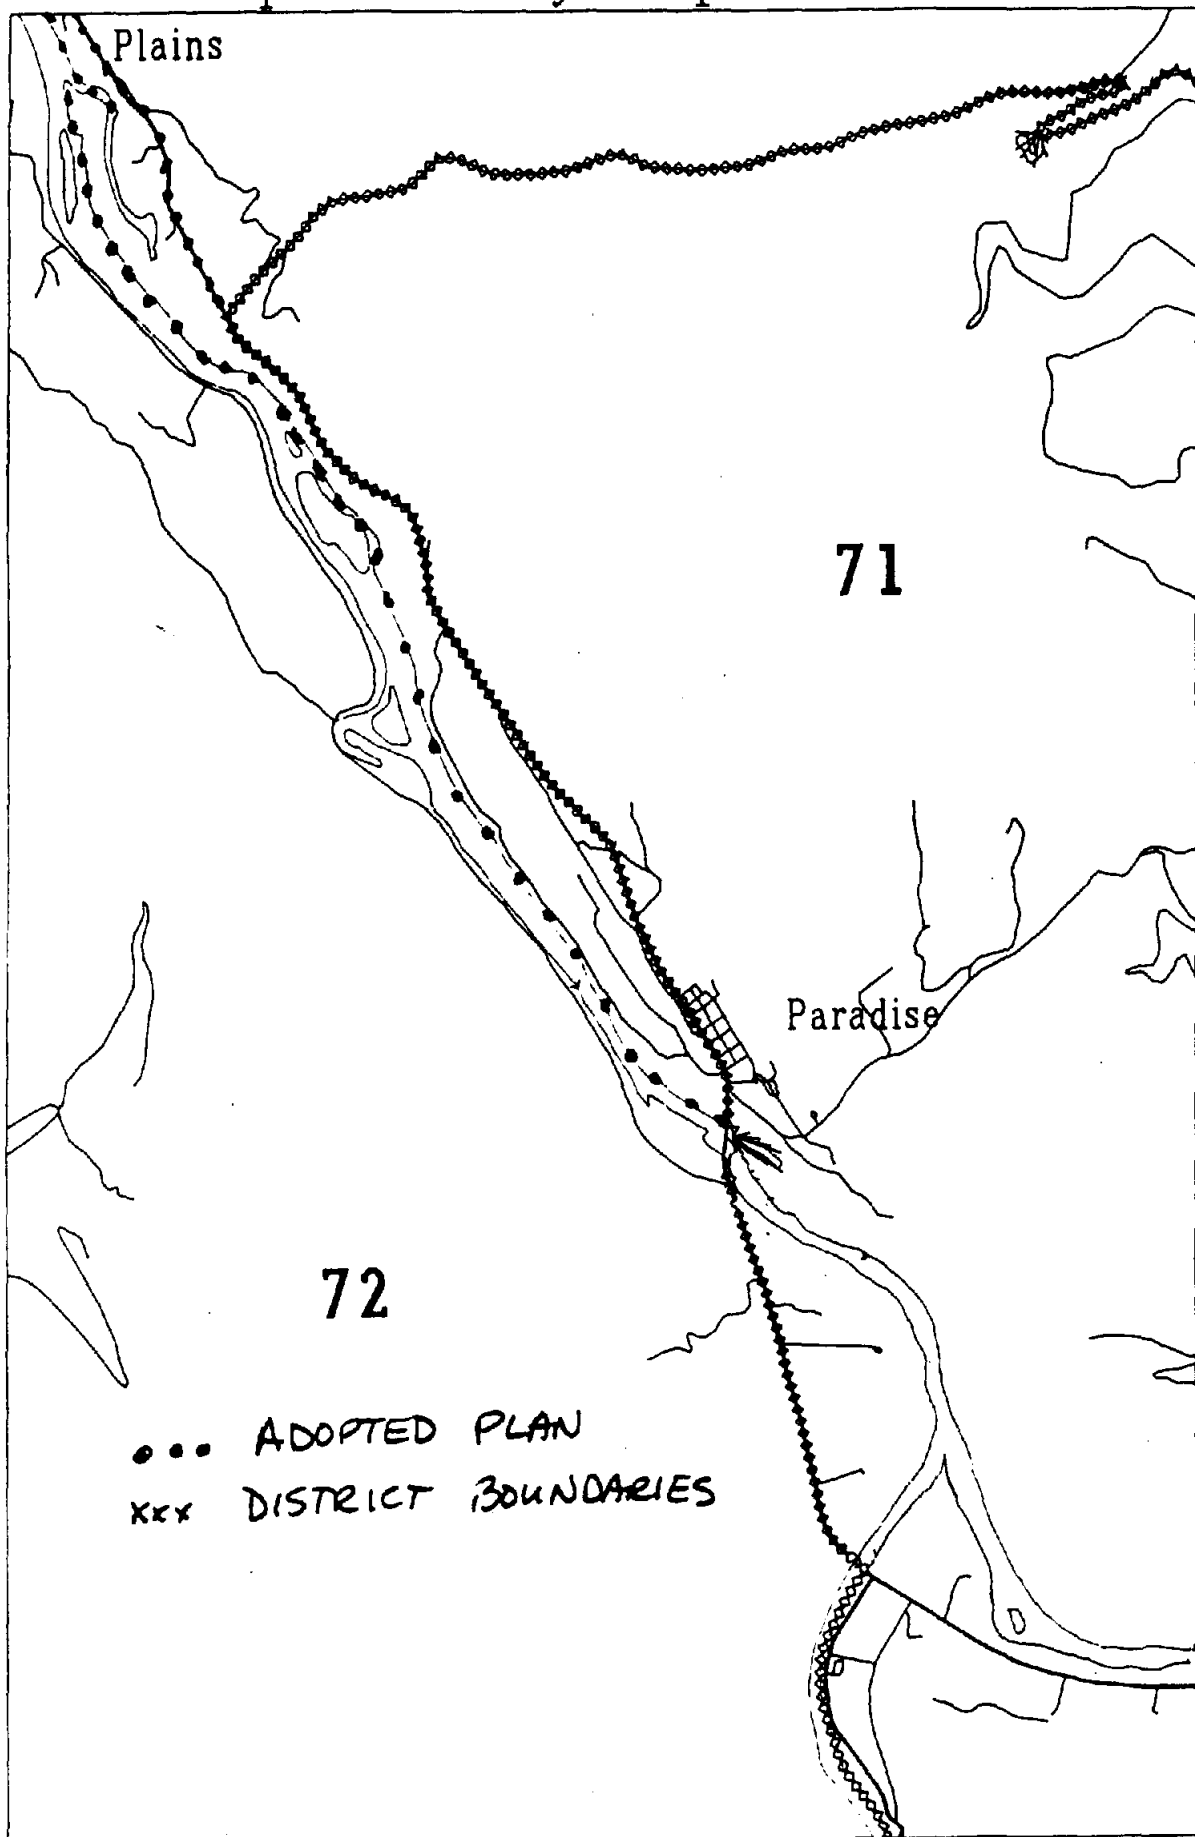 Plains
71
Paradise
72
••• ADOPTED PLAN
xxx DISTRICT BOUNDARIES